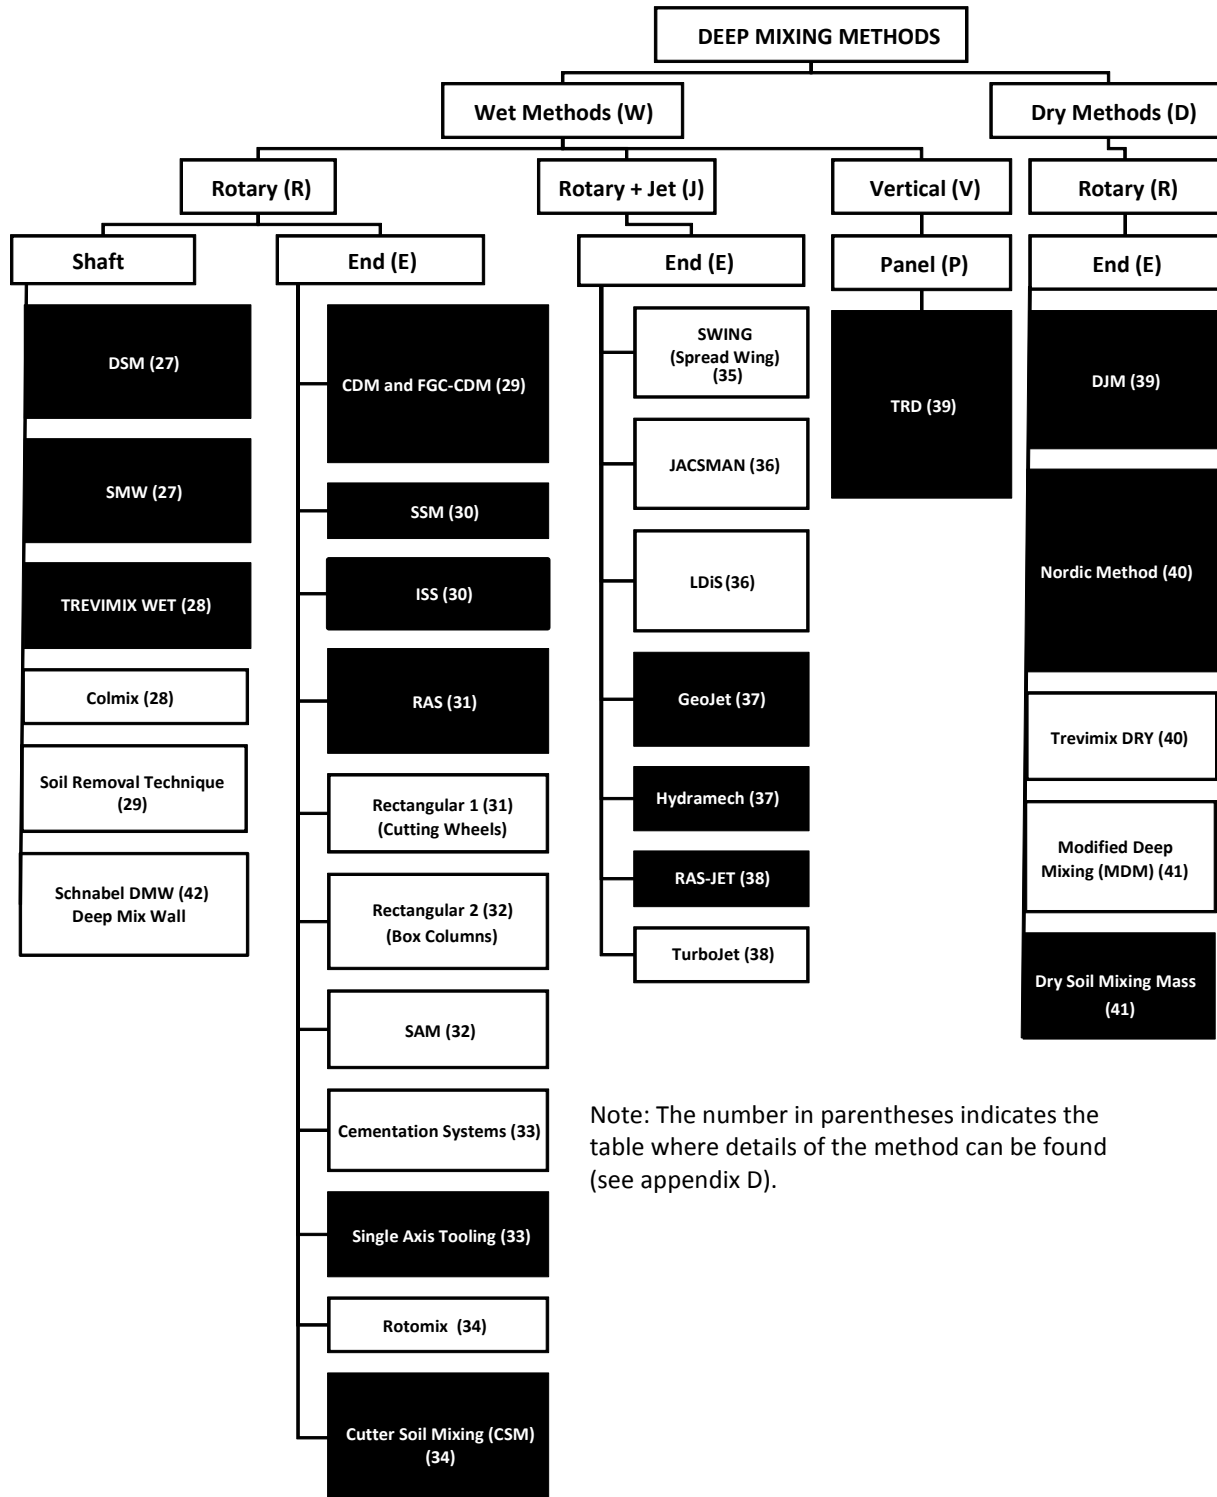 DEEP MIXING METHODS
Wet Methods (W)
Dry Methods (D)
Rotary (R)
Rotary + Jet (J)
Vertical (V)
Rotary (R)
Shaft
End (E)
End (E)
Panel (P)
End (E)
DSM (27)
SMW (27)
TREVIMIX WET (28)
Colmix (28)
Soil Removal Technique
(29)
Schnabel DMW (42)
Deep Mix Wall
CDM and FGC-CDM (29)
SSM (30)
ISS (30)
RAS (31)
Rectangular 1 (31)
(Cutting Wheels)
Rectangular 2 (32)
(Box Columns)
SAM (32)
Cementation Systems (33)
Single Axis Tooling (33)
Rotomix (34)
Cutter Soil Mixing (CSM)
(34)
SWING
(Spread Wing)
(35)
JACSMAN (36)
LDiS (36)
GeoJet (37)
Hydramech (37)
RAS-JET (38)
TurboJet (38)
TRD (39)
DJM (39)
Nordic Method (40)
Trevimix DRY (40)
Modified Deep
Mixing (MDM) (41)
Dry Soil Mixing Mass
(41)
Note: The number in parentheses indicates the
table where details of the method can be found
(see appendix D).